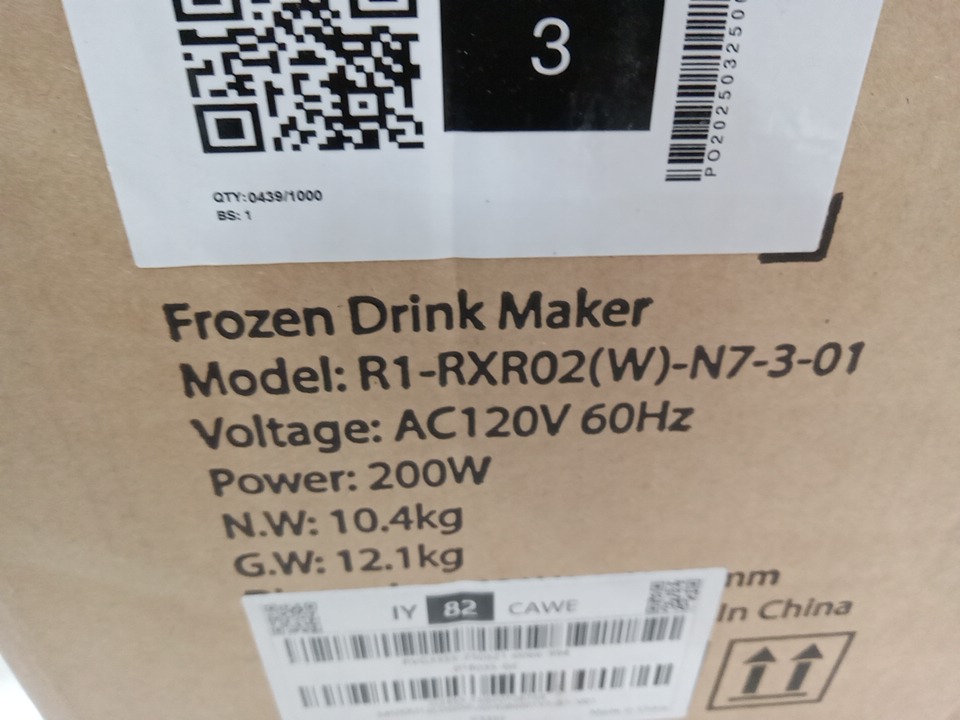 3
PO2025032500
QTY:0439/1000
BS: 1
Frozen Drink Maker
Model: R1-RXR02(W)-N7-3-01
Voltage: AC120V 60Hz
Power: 200W
N.W: 10.4kg
G.W: 12.1kg
mm
In China
IY 82 CAWE